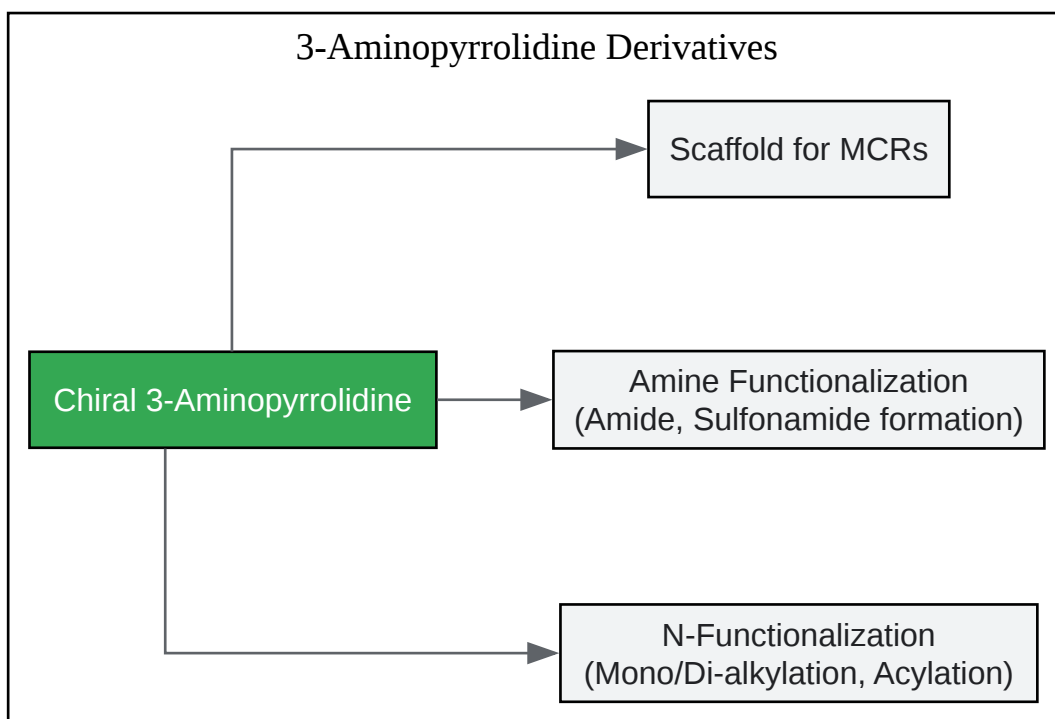 3-Aminopyrrolidine Derivatives
Scaffold for MCRs
Chiral 3-Aminopyrrolidine
Amine Functionalization
(Amide, Sulfonamide formation)
N-Functionalization
(Mono/Di-alkylation, Acylation)